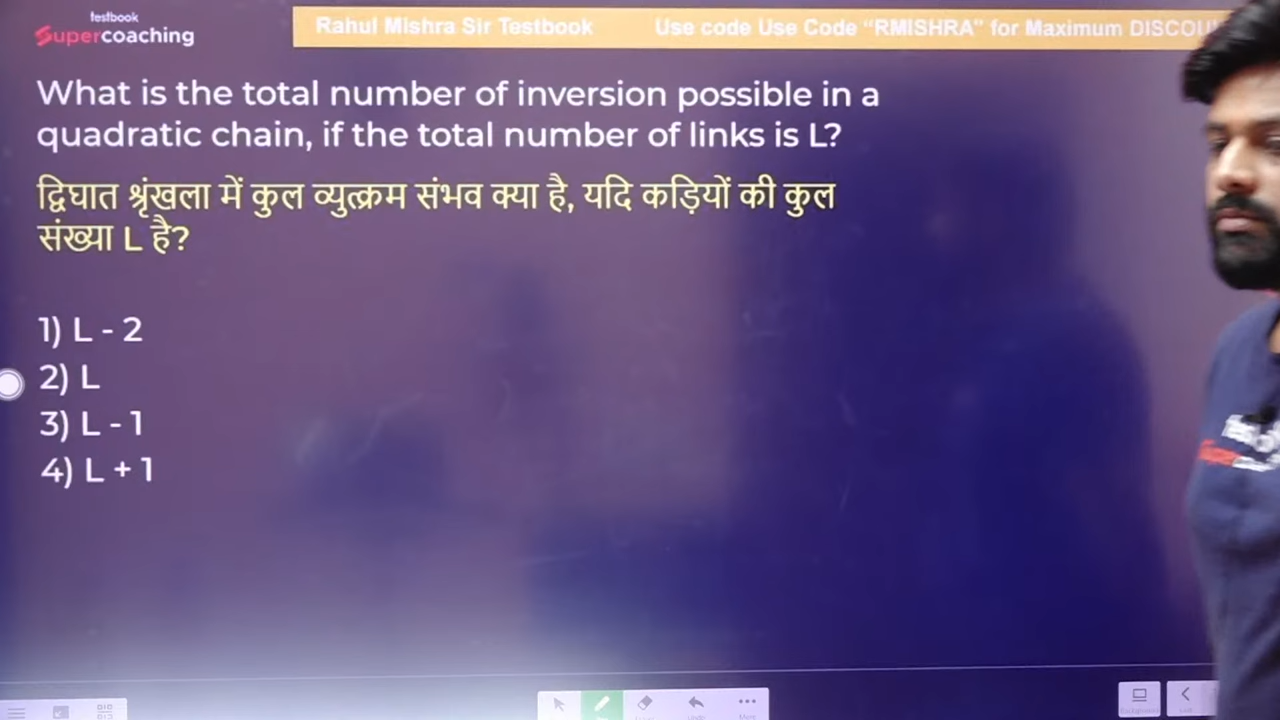 testbook
Supercoaching
Rahul Mishra Sir Testbook Use code Use Code “RMISHRA” for Maximum
What is the total number of inversion possible in a
quadratic chain, if the total number of links is L?
द्विघात श्रृंखला में कुल व्युत्क्रम संभव क्या है, यदि कड़ियों की कुल
संख्या L है?
1) L - 2
2) L
3) L - 1
4) L + 1